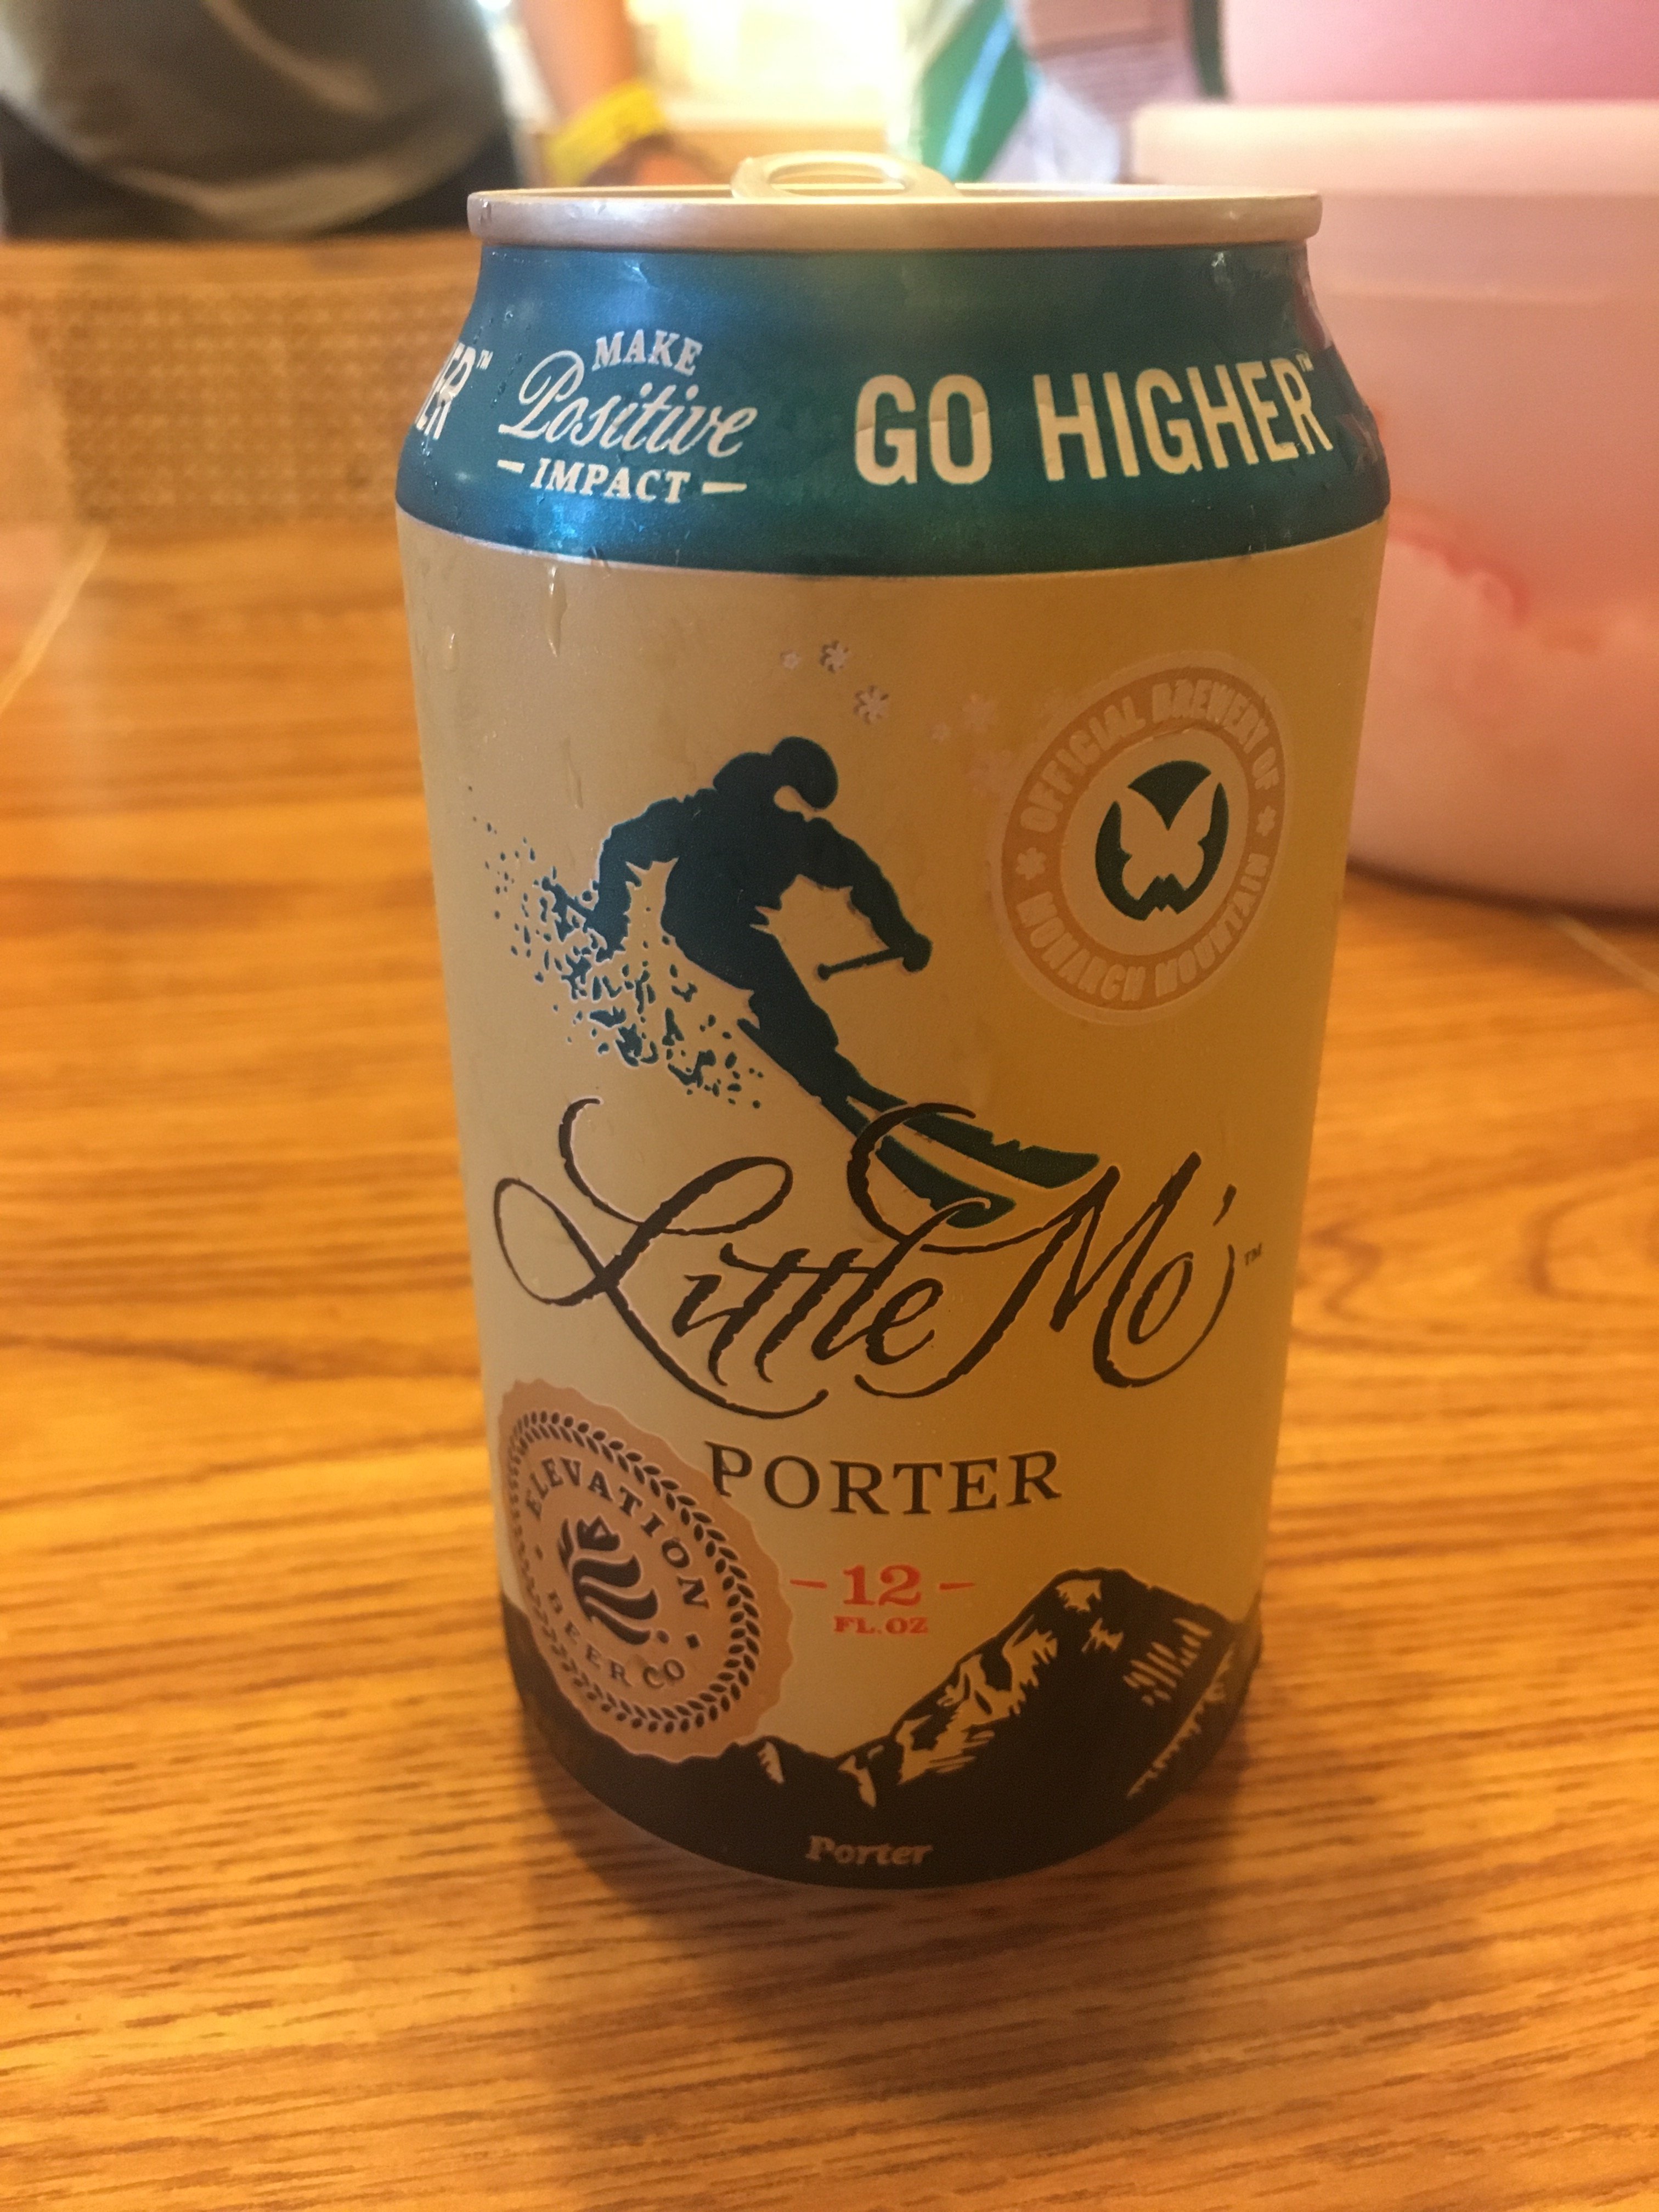 MAKE
Positive
IMPACT
GO HIGHER™
OFFICIAL BREWERY OF
MONARCH MOUNTAIN
Little Mo'™
PORTER
ELEVATION
BEER CO
12
FL.OZ
Porter